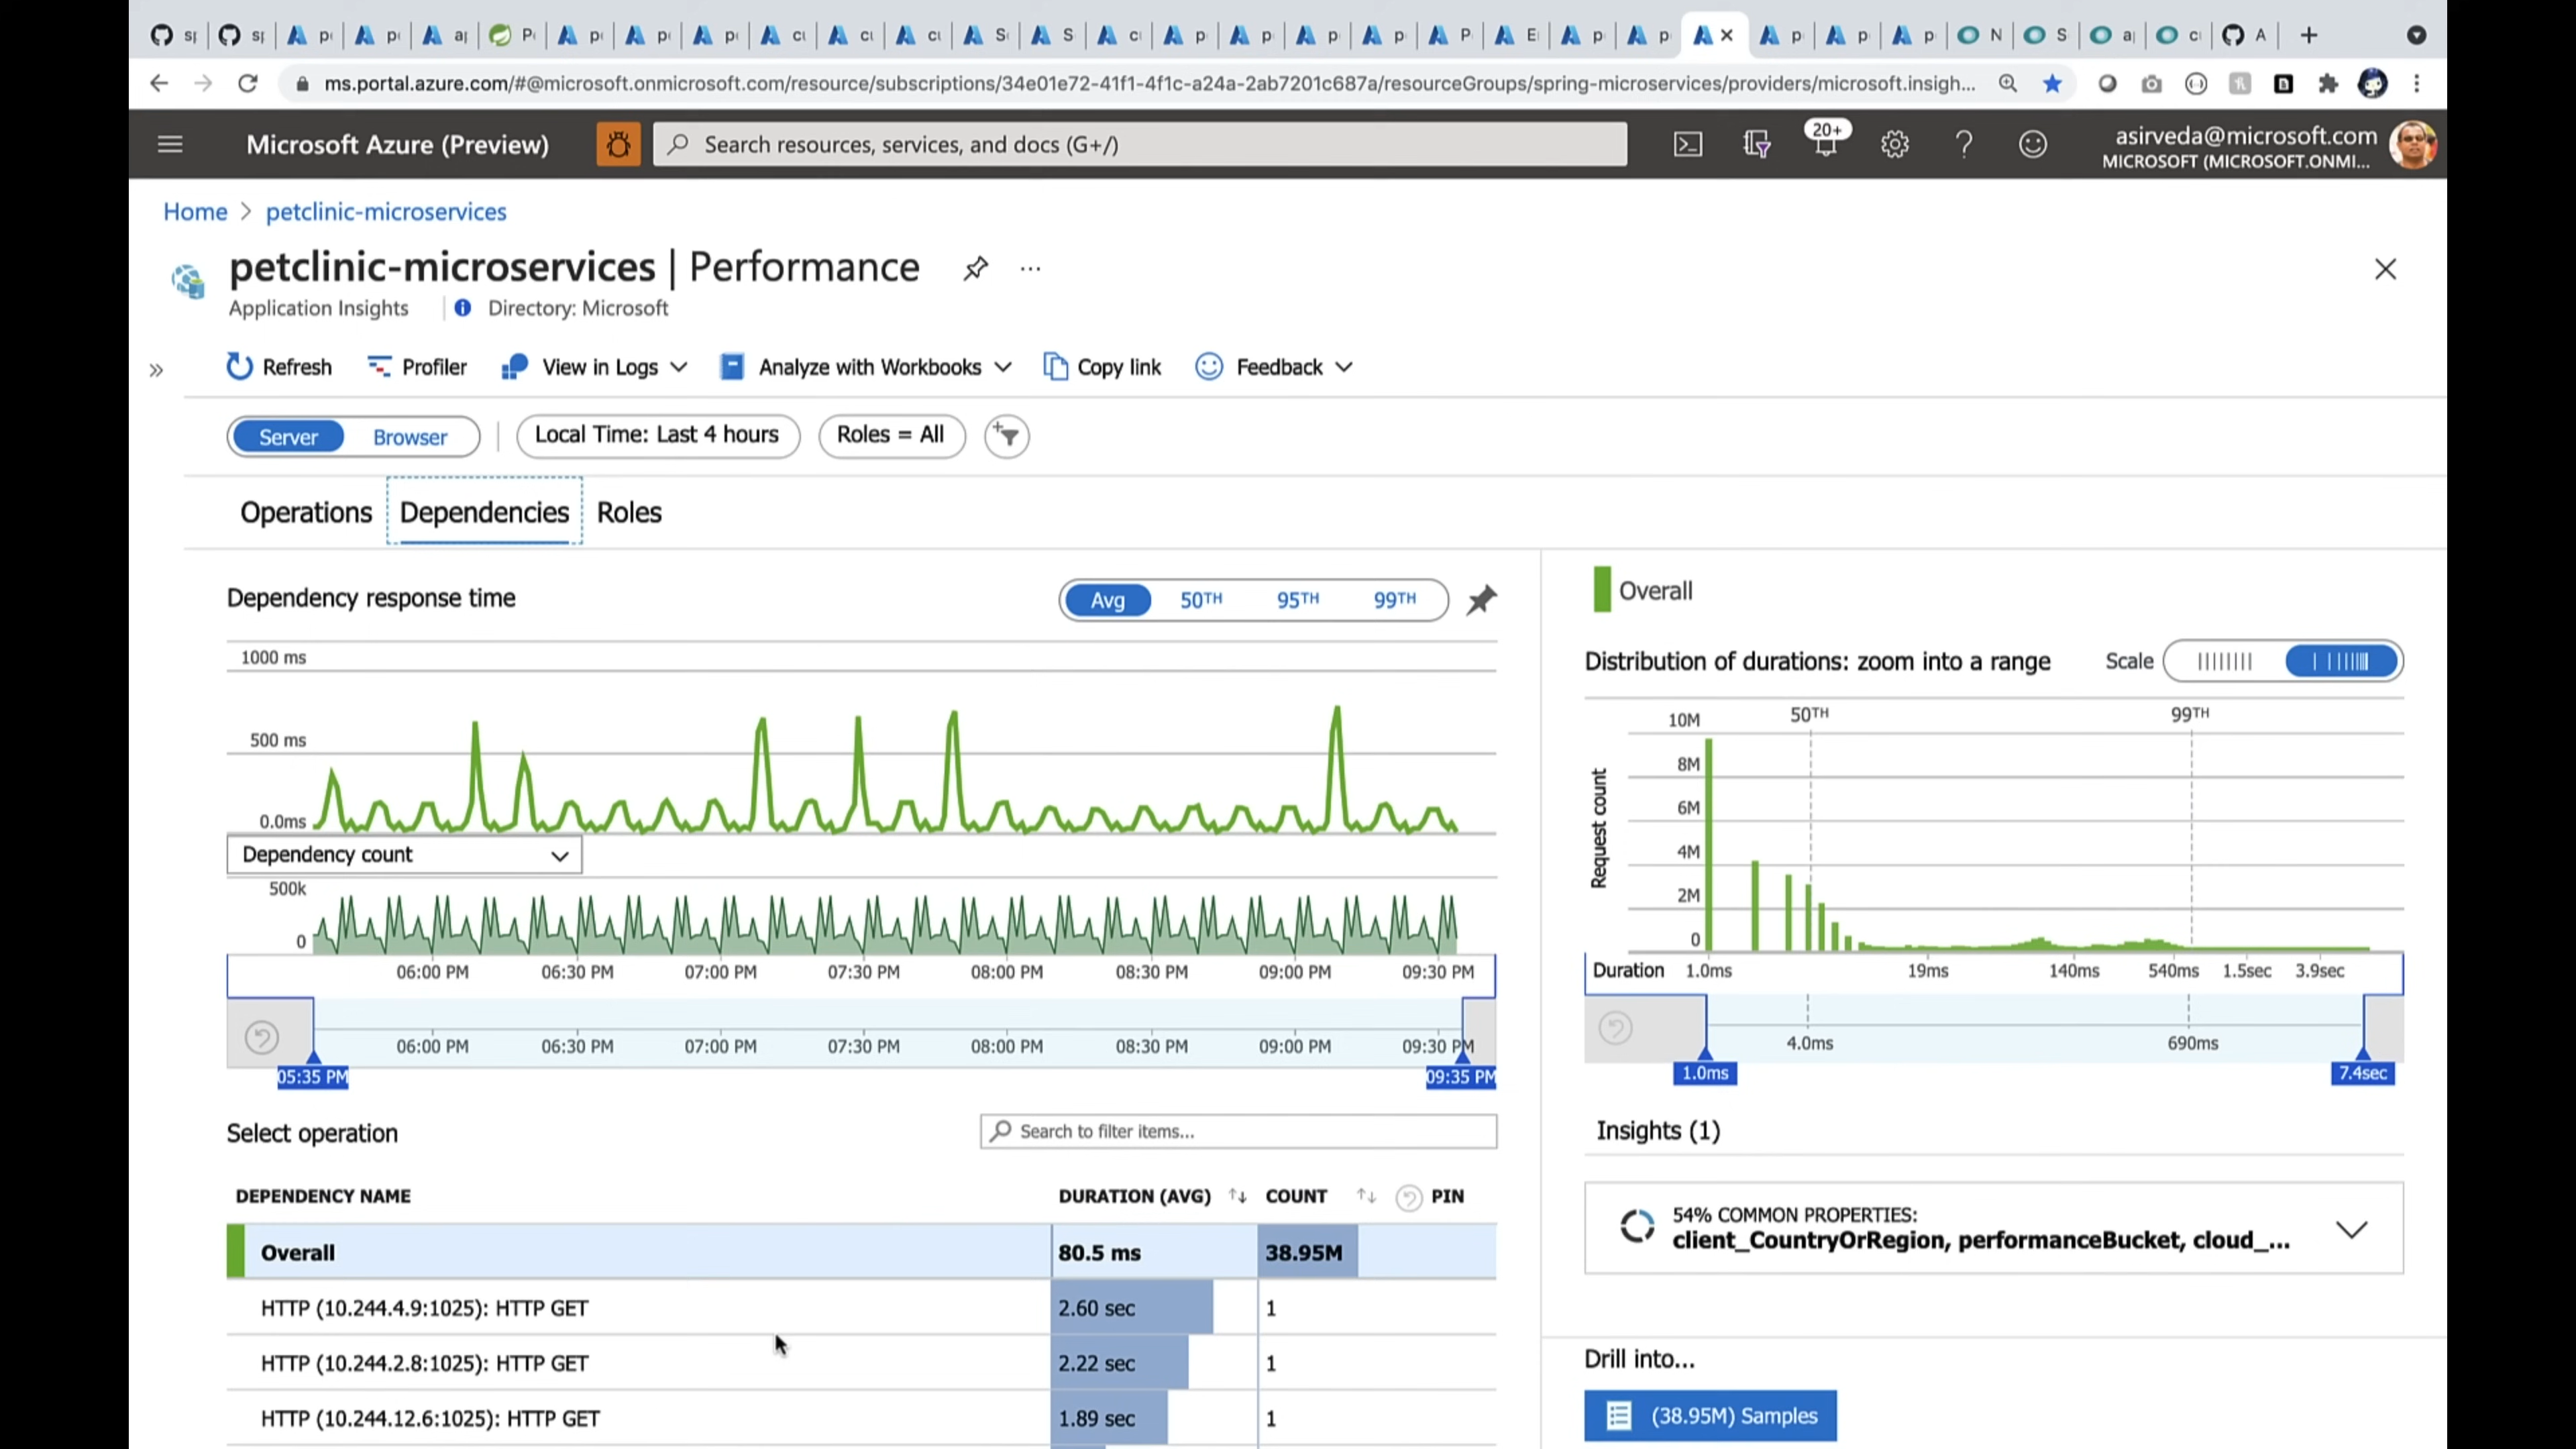 ms.portal.azure.com/#@microsoft.onmicrosoft.com/resource/subscriptions/34e01e72-41f1-4f1c-a24a-2ab7201c687a/resourceGroups/spring-microservices/providers/microsoft.insigh...
Microsoft Azure (Preview)
Search resources, services, and docs (G+/)
20+
asirveda@microsoft.com
MICROSOFT (MICROSOFT.ONMI...
Home > petclinic-microservices
petclinic-microservices | Performance ...
Application Insights
Directory: Microsoft
Refresh Profiler View in Logs Analyze with Workbooks Copy link Feedback
Server Browser
Local Time: Last 4 hours
Roles = All
Operations Dependencies Roles
Dependency response time
Avg 50TH 95TH 99TH
1000 ms
500 ms
0.0ms
Dependency count
500k
0
06:00 PM 06:30 PM 07:00 PM 07:30 PM 08:00 PM 08:30 PM 09:00 PM 09:30 PM
06:00 PM 06:30 PM 07:00 PM 07:30 PM 08:00 PM 08:30 PM 09:00 PM 09:30 PM
05:35 PM 09:35 PM
Select operation
Search to filter items...
DEPENDENCY NAME DURATION (AVG) COUNT PIN
Overall 80.5 ms 38.95M
HTTP (10.244.4.9:1025): HTTP GET 2.60 sec 1
HTTP (10.244.2.8:1025): HTTP GET 2.22 sec 1
HTTP (10.244.12.6:1025): HTTP GET 1.89 sec 1
Overall
Distribution of durations: zoom into a range
Scale
50TH 99TH
Request count
10M
8M
6M
4M
2M
0
Duration 1.0ms 19ms 140ms 540ms 1.5sec 3.9sec
4.0ms 690ms
1.0ms 7.4sec
Insights (1)
54% COMMON PROPERTIES:
client_CountryOrRegion, performanceBucket, cloud_...
Drill into...
(38.95M) Samples